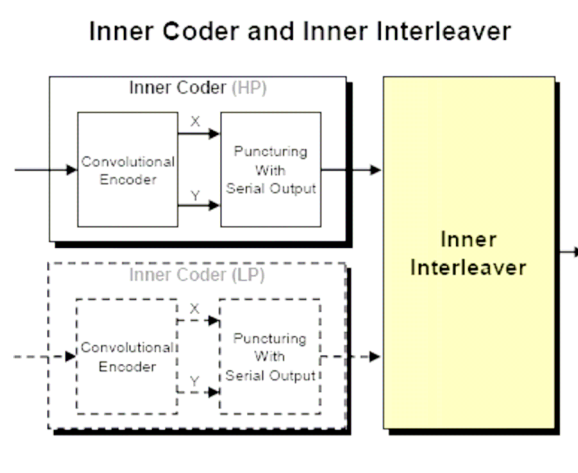 Inner Coder and Inner Interleaver
Inner Coder (HP)
X
Convolutional
Encoder
Y
Puncturing
With
Serial Output
Inner
Interleaver
Inner Coder (LP)
X
Convolutional
Encoder
Y
Puncturing
With
Serial Output